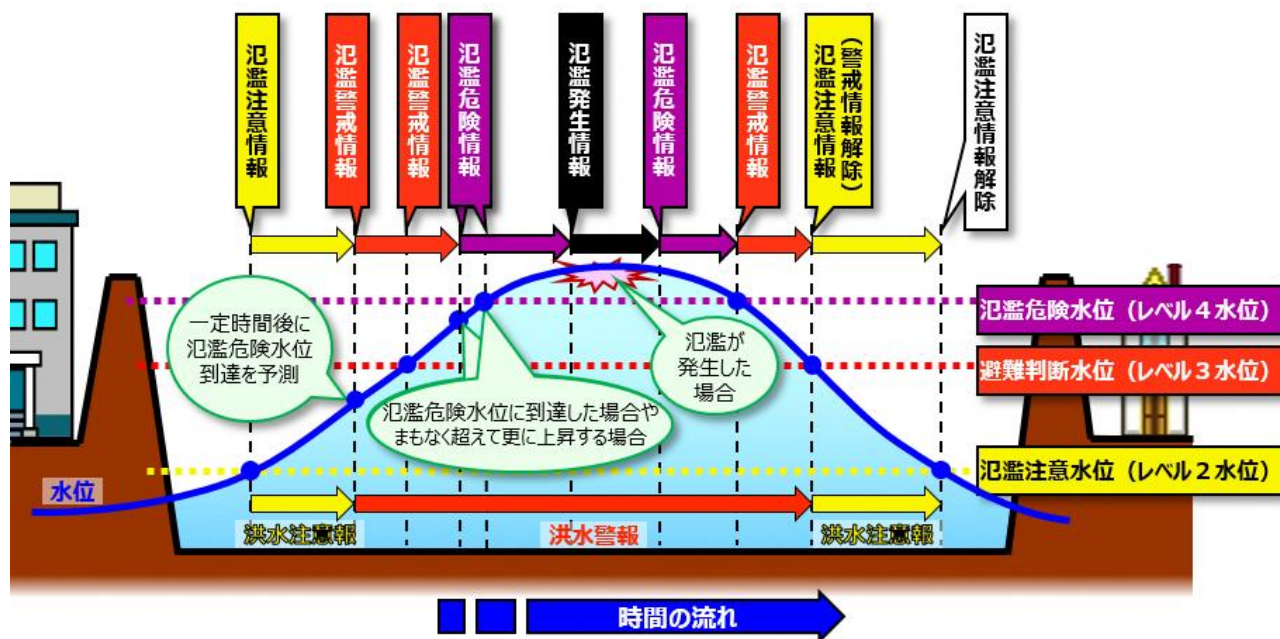 氾濫注意情報
氾濫警戒情報
氾濫警戒情報
氾濫危険情報
氾濫発生情報
氾濫危険情報
氾濫警戒情報
(警戒情報解除)
氾濫注意情報
氾濫注意情報解除
一定時間後に
氾濫危険水位
到達を予測
氾濫危険水位に到達した場合や
まもなく超えて更に上昇する場合
氾濫が
発生した
場合
氾濫危険水位(レベル4水位)
避難判断水位(レベル3水位)
氾濫注意水位(レベル2水位)
水位
洪水注意報
洪水警報
洪水注意報
時間の流れ